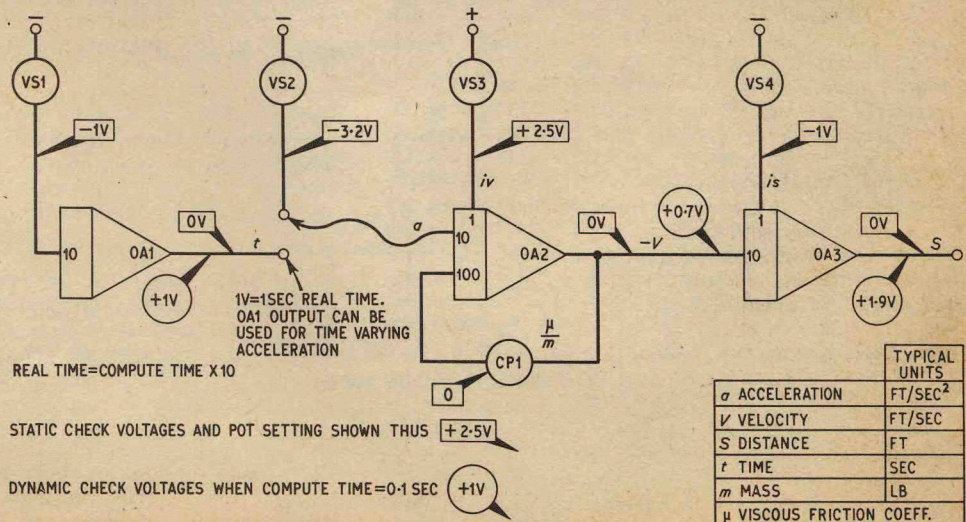 − − + −
VS1 VS2 VS3 VS4
−1V −3·2V +2·5V −1V
iv is
10 OA1 0V t +1V
a 1 10 100 OA2 0V −V +0·7V
1 10 OA3 0V S +1·9V
1V=1SEC REAL TIME.
OA1 OUTPUT CAN BE
USED FOR TIME VARYING
ACCELERATION
μ/m
CP1
0
REAL TIME=COMPUTE TIME X10
STATIC CHECK VOLTAGES AND POT SETTING SHOWN THUS +2·5V
DYNAMIC CHECK VOLTAGES WHEN COMPUTE TIME=0·1 SEC +1V
TYPICAL
UNITS
a ACCELERATION FT/SEC²
V VELOCITY FT/SEC
S DISTANCE FT
t TIME SEC
m MASS LB
μ VISCOUS FRICTION COEFF.